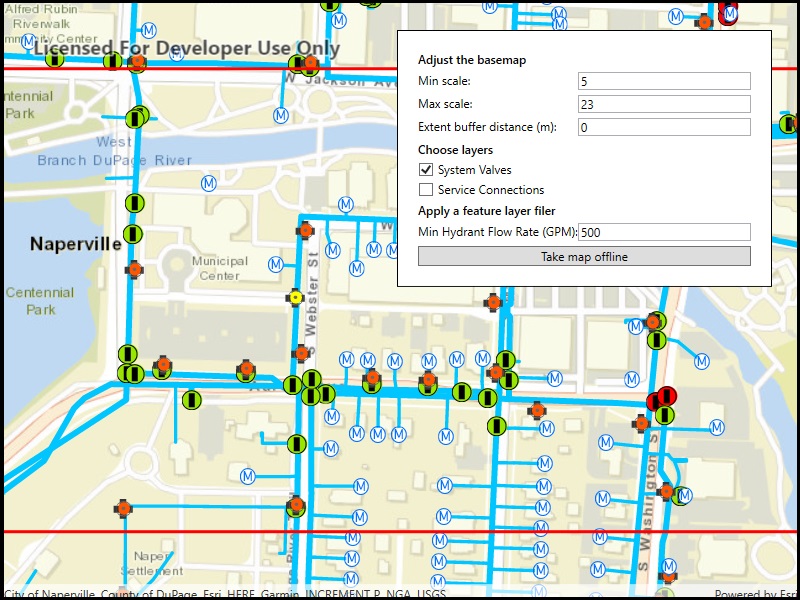 Alfred Rubin
Riverwalk
Community Center
Licensed For Developer Use Only
W Jackson Av
Centennial
Park
West
Branch DuPage River
Naperville
Centennial
Park
Municipal
Center
S Webster St
W
S Washington St
Naper
Settlement
Adjust the basemap
Min scale:
5
Max scale:
23
Extent buffer distance (m):
0
Choose layers
System Valves
Service Connections
Apply a feature layer filer
Min Hydrant Flow Rate (GPM):
500
Take map offline
City of Naperville, County of DuPage, Esri, HERE, Garmin, INCREMENT P, NGA, USGS
Powered by Esri